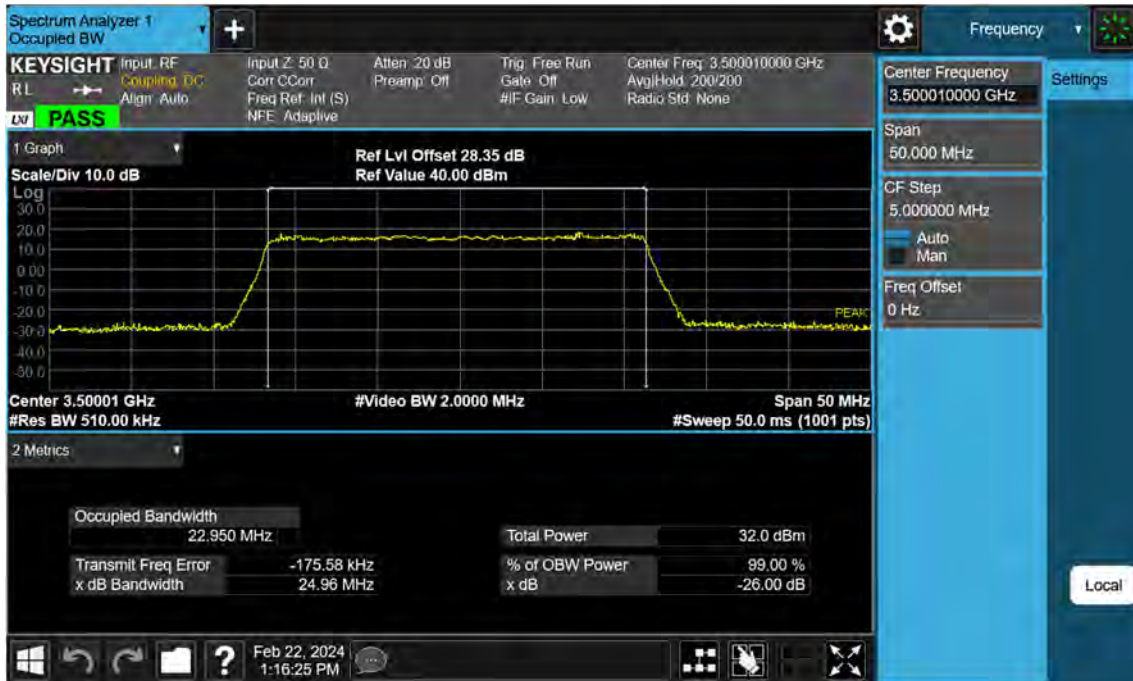 Spectrum Analyzer 1
Occupied BW
+
Frequency
KEYSIGHT
RL
LXI
PASS
Input: RF
Coupling: DC
Align: Auto
Input Z: 50 Ω
Corr CCorr
Freq Ref: Int (S)
NFE: Adaptive
Atten: 20 dB
Preamp: Off
Trig: Free Run
Gate: Off
#IF Gain: Low
Center Freq: 3.500010000 GHz
Avg|Hold: 200/200
Radio Std: None
Center Frequency
3.500010000 GHz
Settings
Span
50.000 MHz
CF Step
5.000000 MHz
Auto
Man
Freq Offset
0 Hz
1 Graph
Scale/Div 10.0 dB
Ref Lvl Offset 28.35 dB
Ref Value 40.00 dBm
Log
30.0
20.0
10.0
0.00
-10.0
-20.0
-30.0
-40.0
-50.0
PEAK
Center 3.50001 GHz
#Video BW 2.0000 MHz
Span 50 MHz
#Res BW 510.00 kHz
#Sweep 50.0 ms (1001 pts)
2 Metrics
Occupied Bandwidth
22.950 MHz
Total Power 32.0 dBm
Transmit Freq Error -175.58 kHz
% of OBW Power 99.00 %
x dB Bandwidth 24.96 MHz
x dB -26.00 dB
Local
?
Feb 22, 2024
1:16:25 PM